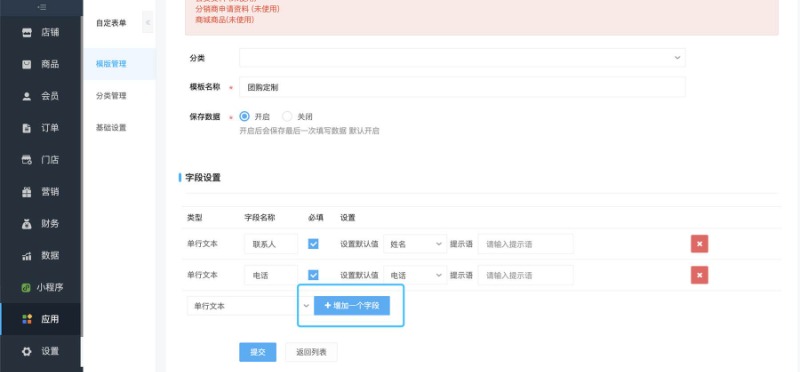 分销商申请资料 (未使用)
商城商品(未使用)
店铺
商品
会员
订单
门店
营销
财务
数据
小程序
应用
设置
自定表单
模版管理
分类管理
基础设置
分类
模板名称 * 团购定制
保存数据 * 开启 关闭
开启后会保存最后一次填写数据 默认开启
字段设置
类型 字段名称 必填 设置
单行文本 联系人 设置默认值 姓名 提示语 请输入提示语
单行文本 电话 设置默认值 电话 提示语 请输入提示语
单行文本 + 增加一个字段
提交 返回列表